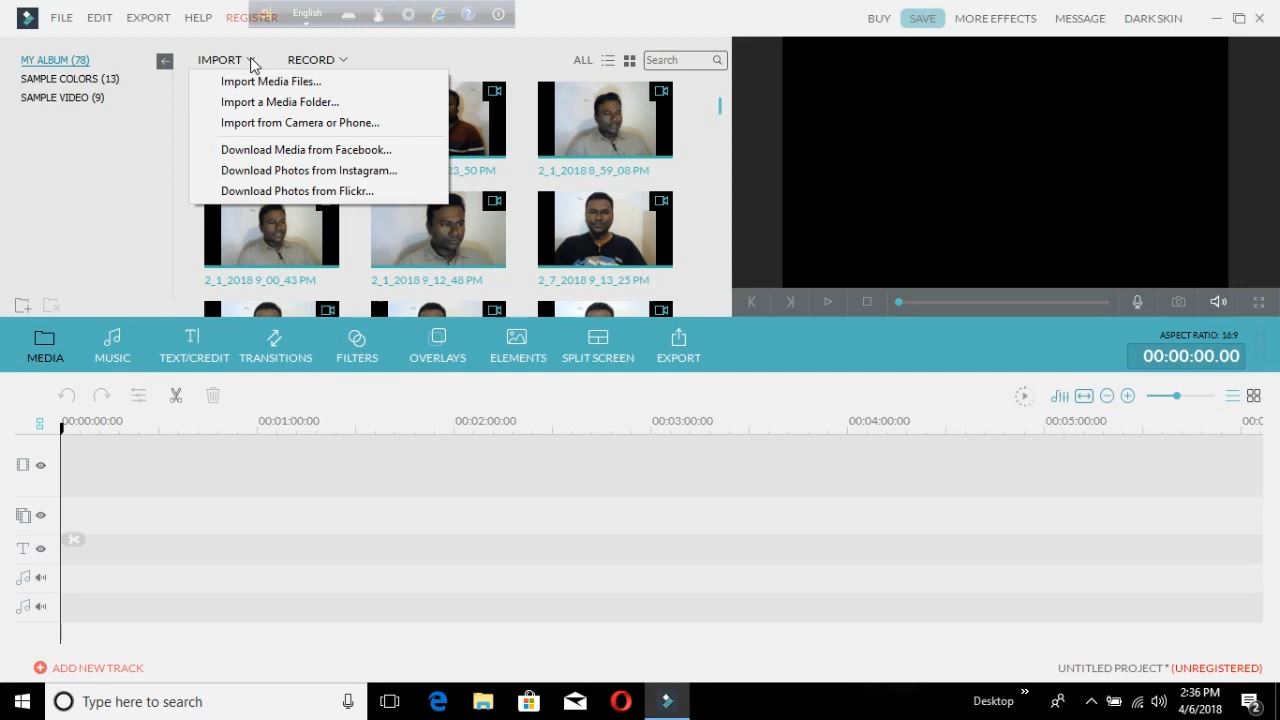 FILE EDIT EXPORT HELP REGISTER English BUY SAVE MORE EFFECTS MESSAGE DARK SKIN
MY ALBUM (78)
SAMPLE COLORS (13)
SAMPLE VIDEO (9)
IMPORT RECORD ALL Search
Import Media Files...
Import a Media Folder...
Import from Camera or Phone...
Download Media from Facebook...
Download Photos from Instagram...
Download Photos from Flickr...
23_50 PM 2_1_2018 8_59_08 PM
2_1_2018 9_00_43 PM 2_1_2018 9_12_48 PM 2_7_2018 9_13_25 PM
MEDIA MUSIC TEXT/CREDIT TRANSITIONS FILTERS OVERLAYS ELEMENTS SPLIT SCREEN EXPORT
ASPECT RATIO: 16:9
00:00:00.00
00:00:00:00 00:01:00:00 00:02:00:00 00:03:00:00 00:04:00:00 00:05:00:00 00:0
ADD NEW TRACK UNTITLED PROJECT * (UNREGISTERED)
Type here to search Desktop 2:36 PM
4/6/2018 2